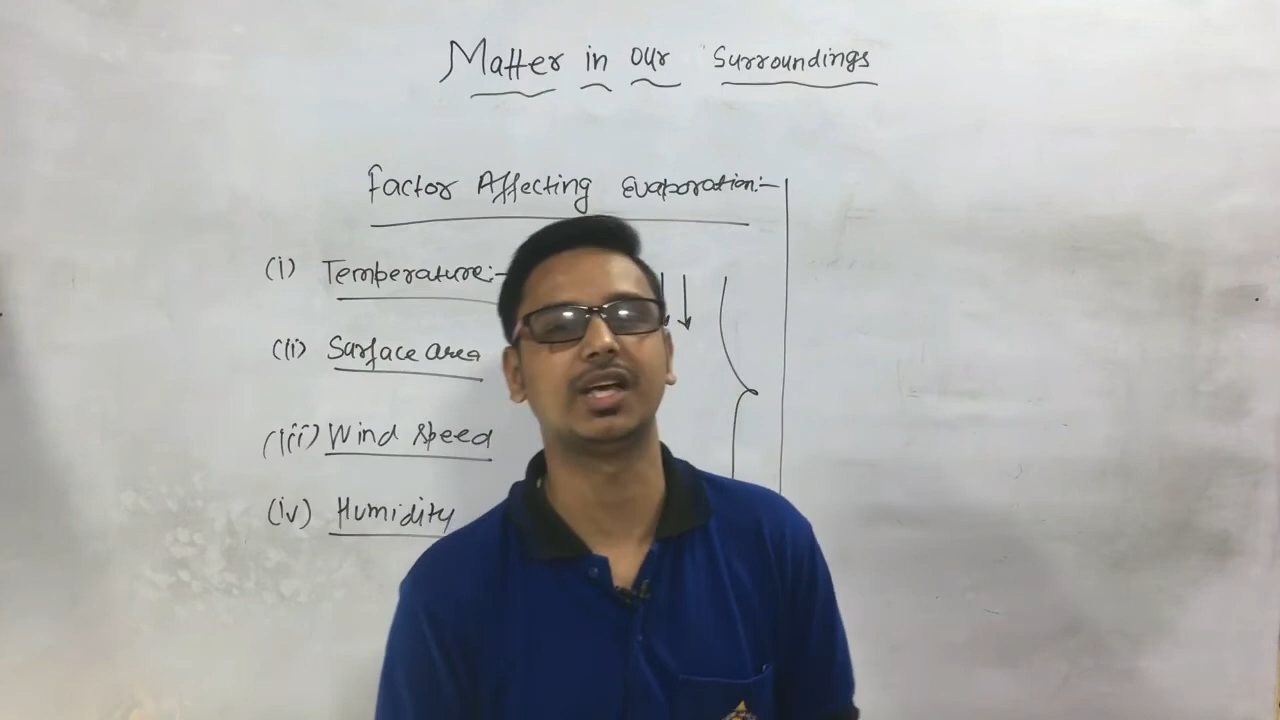 Matter in our Surroundings
factor Affecting Evaporation:-
(i) Temperature:-
(ii) Surface area
(iii) Wind Speed
(iv) Humidity